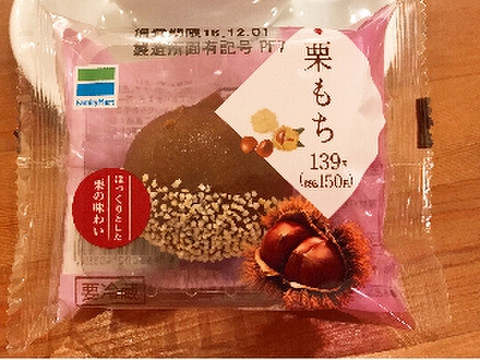 消費期限 18.12.01
製造所固有記号 PF7
FamilyMart
栗もち
139円
(税込150円)
ほっくりとした
栗の味わい
要冷蔵